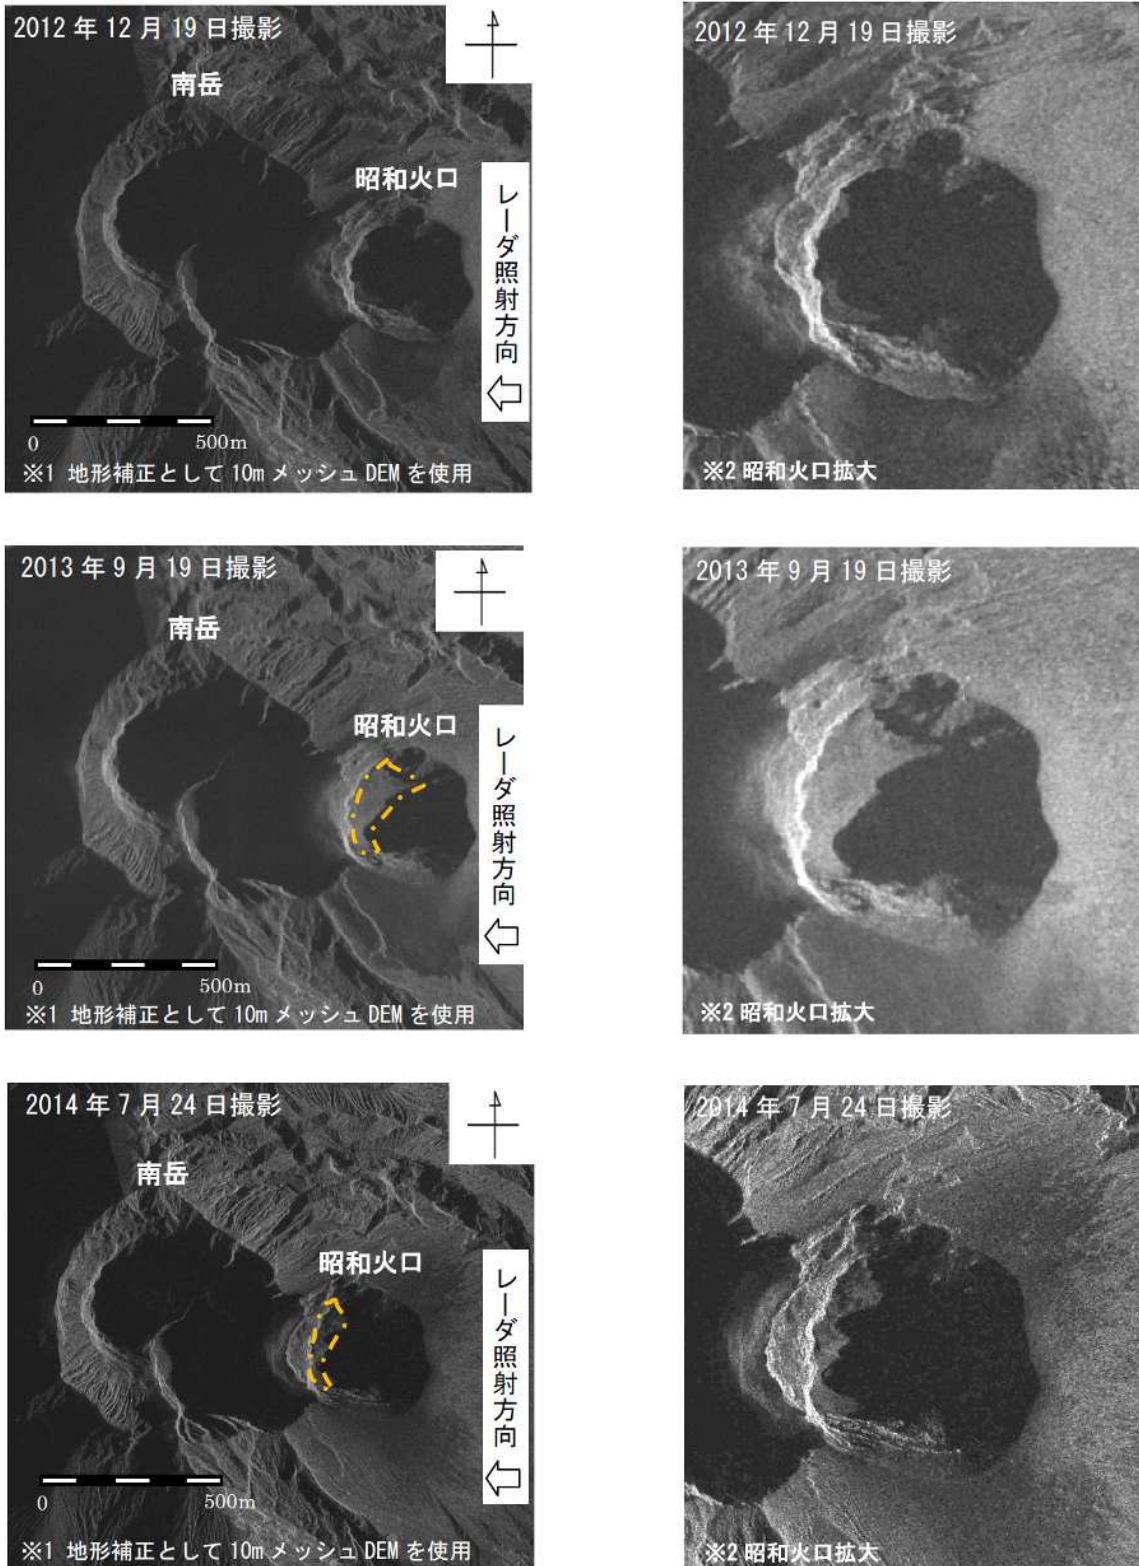 2012 年 12 月 19 日撮影
南岳
昭和火口
レーダ照射方向
0 500m
※1 地形補正として 10m メッシュ DEM を使用
2012 年 12 月 19 日撮影
※2 昭和火口拡大
2013 年 9 月 19 日撮影
南岳
昭和火口
レーダ照射方向
0 500m
※1 地形補正として 10m メッシュ DEM を使用
2013 年 9 月 19 日撮影
※2 昭和火口拡大
2014 年 7 月 24 日撮影
南岳
昭和火口
レーダ照射方向
0 500m
※1 地形補正として 10m メッシュ DEM を使用
2014 年 7 月 24 日撮影
※2 昭和火口拡大